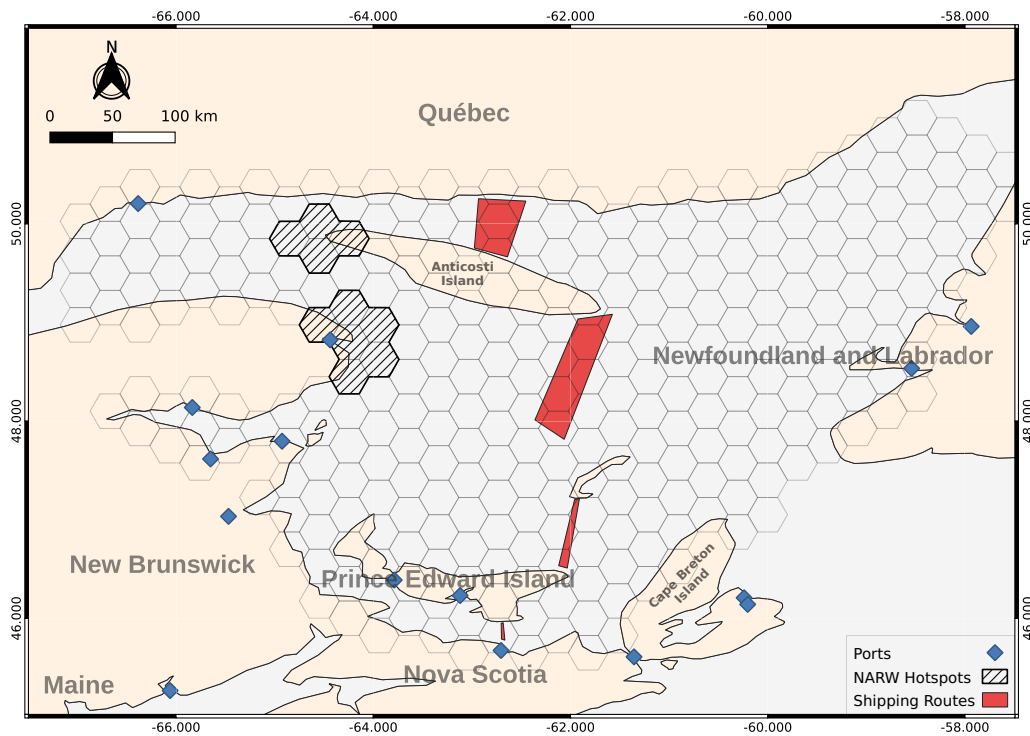 -66.000 -64.000 -62.000 -60.000 -58.000
N
0 50 100 km
Québec
50.000 50.000
Anticosti
Island
Newfoundland and Labrador
48.000 48.000
New Brunswick
Prince Edward Island
Cape Breton
Island
46.000 46.000
Nova Scotia
Maine
Ports
NARW Hotspots
Shipping Routes
-66.000 -64.000 -62.000 -60.000 -58.000